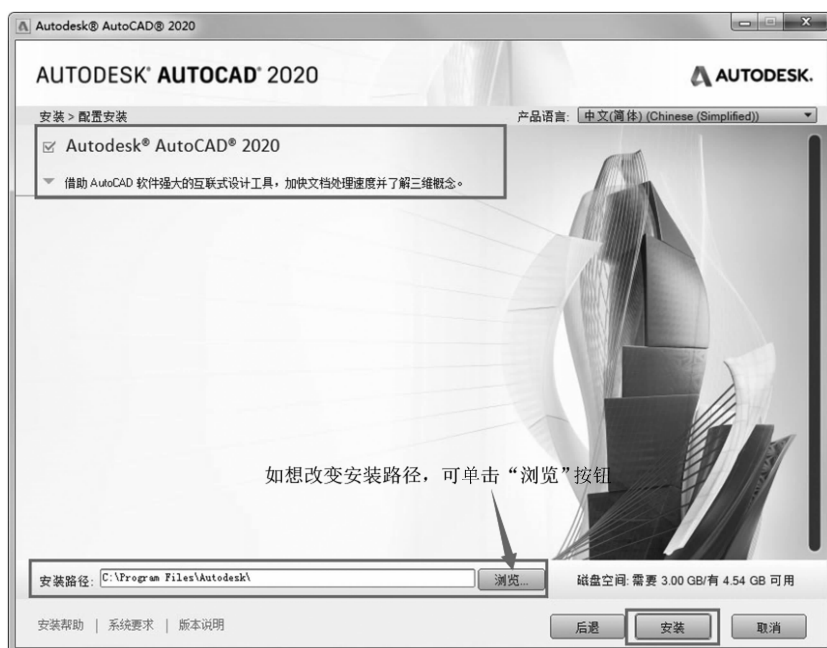 Autodesk® AutoCAD® 2020
AUTODESK® AUTOCAD® 2020
AUTODESK.
安装 > 配置安装
产品语言: 中文(简体) (Chinese (Simplified))
Autodesk® AutoCAD® 2020
借助 AutoCAD 软件强大的互联式设计工具，加快文档处理速度并了解三维概念。
如想改变安装路径，可单击“浏览”按钮
安装路径: C:\Program Files\Autodesk\
浏览...
磁盘空间: 需要 3.00 GB/有 4.54 GB 可用
安装帮助 | 系统要求 | 版本说明
后退
安装
取消